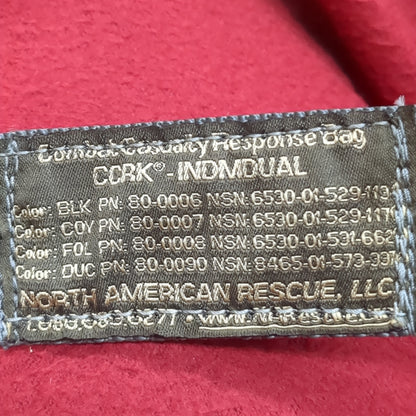 Combat Casualty Response Bag
CCRK® - INDIVIDUAL
Color: BLK PN: 80-0006 NSN: 6530-01-529-113
Color: COY PN: 80-0007 NSN: 6530-01-529-117
Color: FOL PN: 80-0008 NSN: 6530-01-531-662
Color: DUC PN: 80-0090 NSN: 8465-01-573-397
NORTH AMERICAN RESCUE, LLC